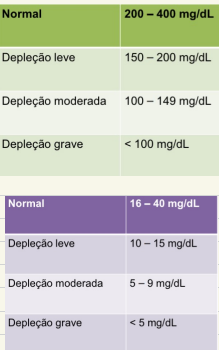 Normal 200 – 400 mg/dL
Depleção leve 150 – 200 mg/dL
Depleção moderada 100 – 149 mg/dL
Depleção grave < 100 mg/dL
Normal 16 – 40 mg/dL
Depleção leve 10 – 15 mg/dL
Depleção moderada 5 – 9 mg/dL
Depleção grave < 5 mg/dL